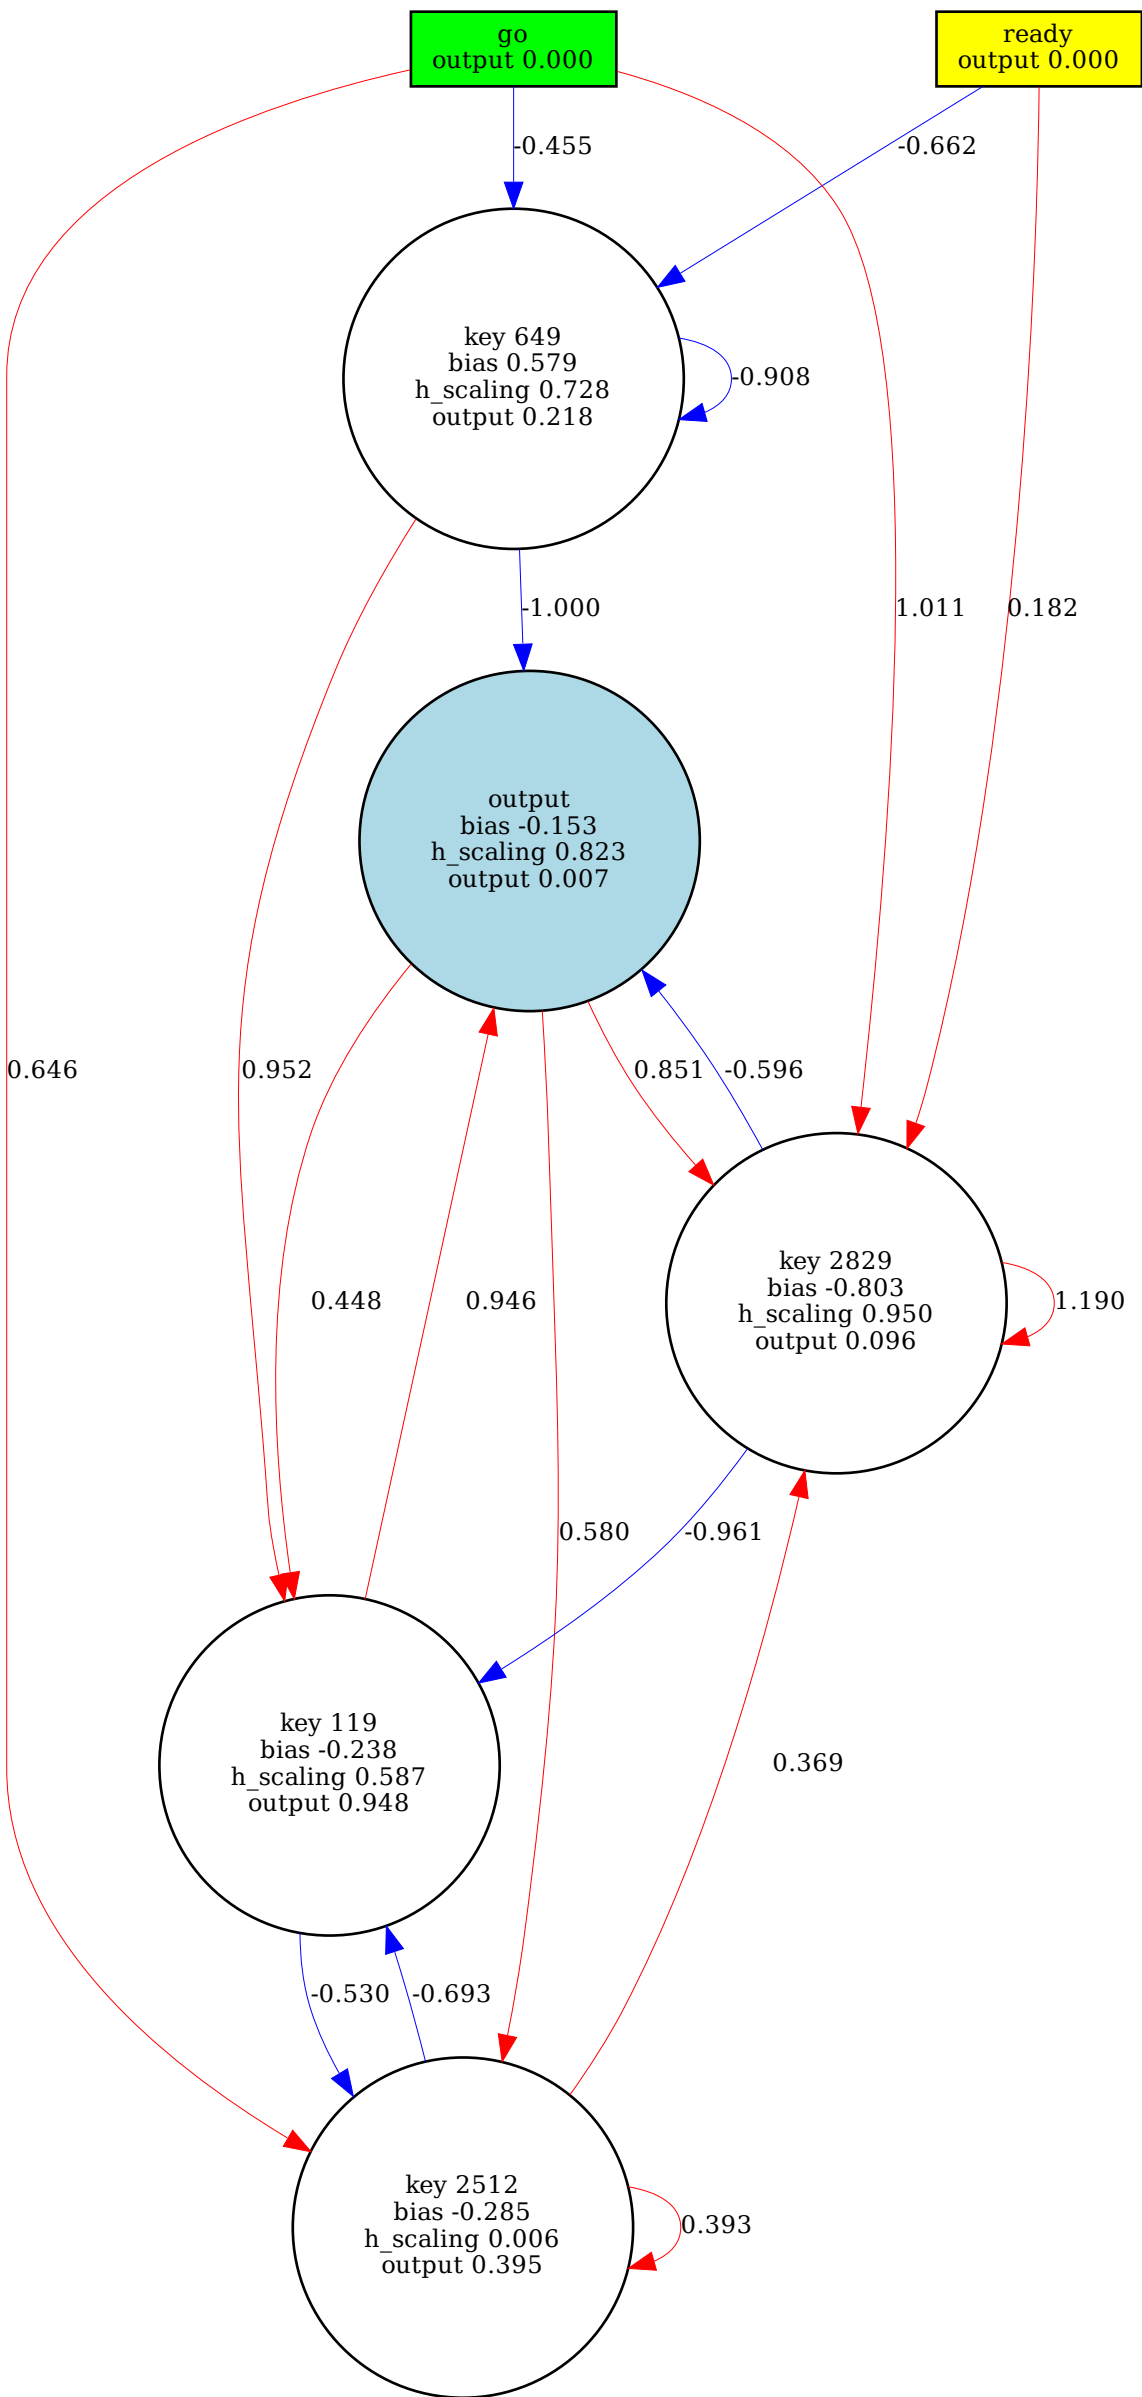 go
output 0.000
ready
output 0.000
-0.455
-0.662
key 649
bias 0.579
h_scaling 0.728
output 0.218
-0.908
-1.000
1.011
0.182
output
bias -0.153
h_scaling 0.823
output 0.007
0.646
0.952
0.851
-0.596
key 2829
bias -0.803
h_scaling 0.950
output 0.096
0.448
0.946
1.190
0.580
-0.961
key 119
bias -0.238
h_scaling 0.587
output 0.948
0.369
-0.530
-0.693
key 2512
bias -0.285
h_scaling 0.006
output 0.395
0.393